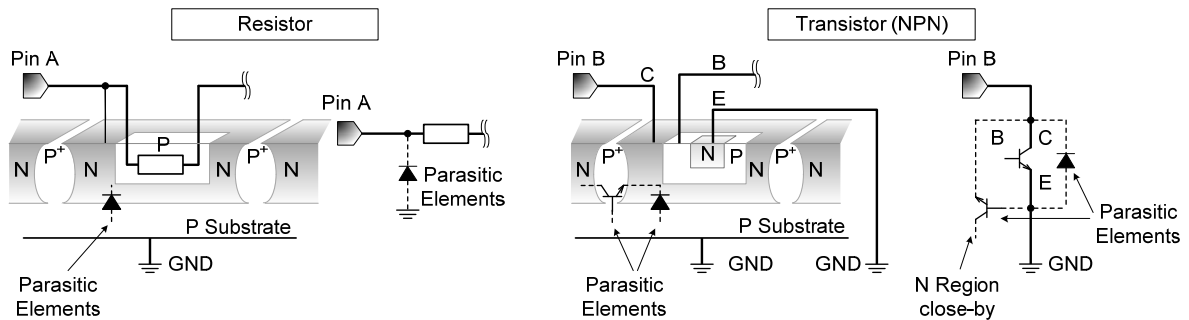 Resistor
Pin A
N
P+
N
P
N
P+
N
Parasitic
Elements
P Substrate
GND
Pin A
Parasitic
Elements
Transistor (NPN)
Pin B
C
B
E
N
P+
N
N
P
N
P+
N
P Substrate
Parasitic
Elements
GND
GND
Pin B
B
C
E
Parasitic
Elements
GND
N Region
close-by